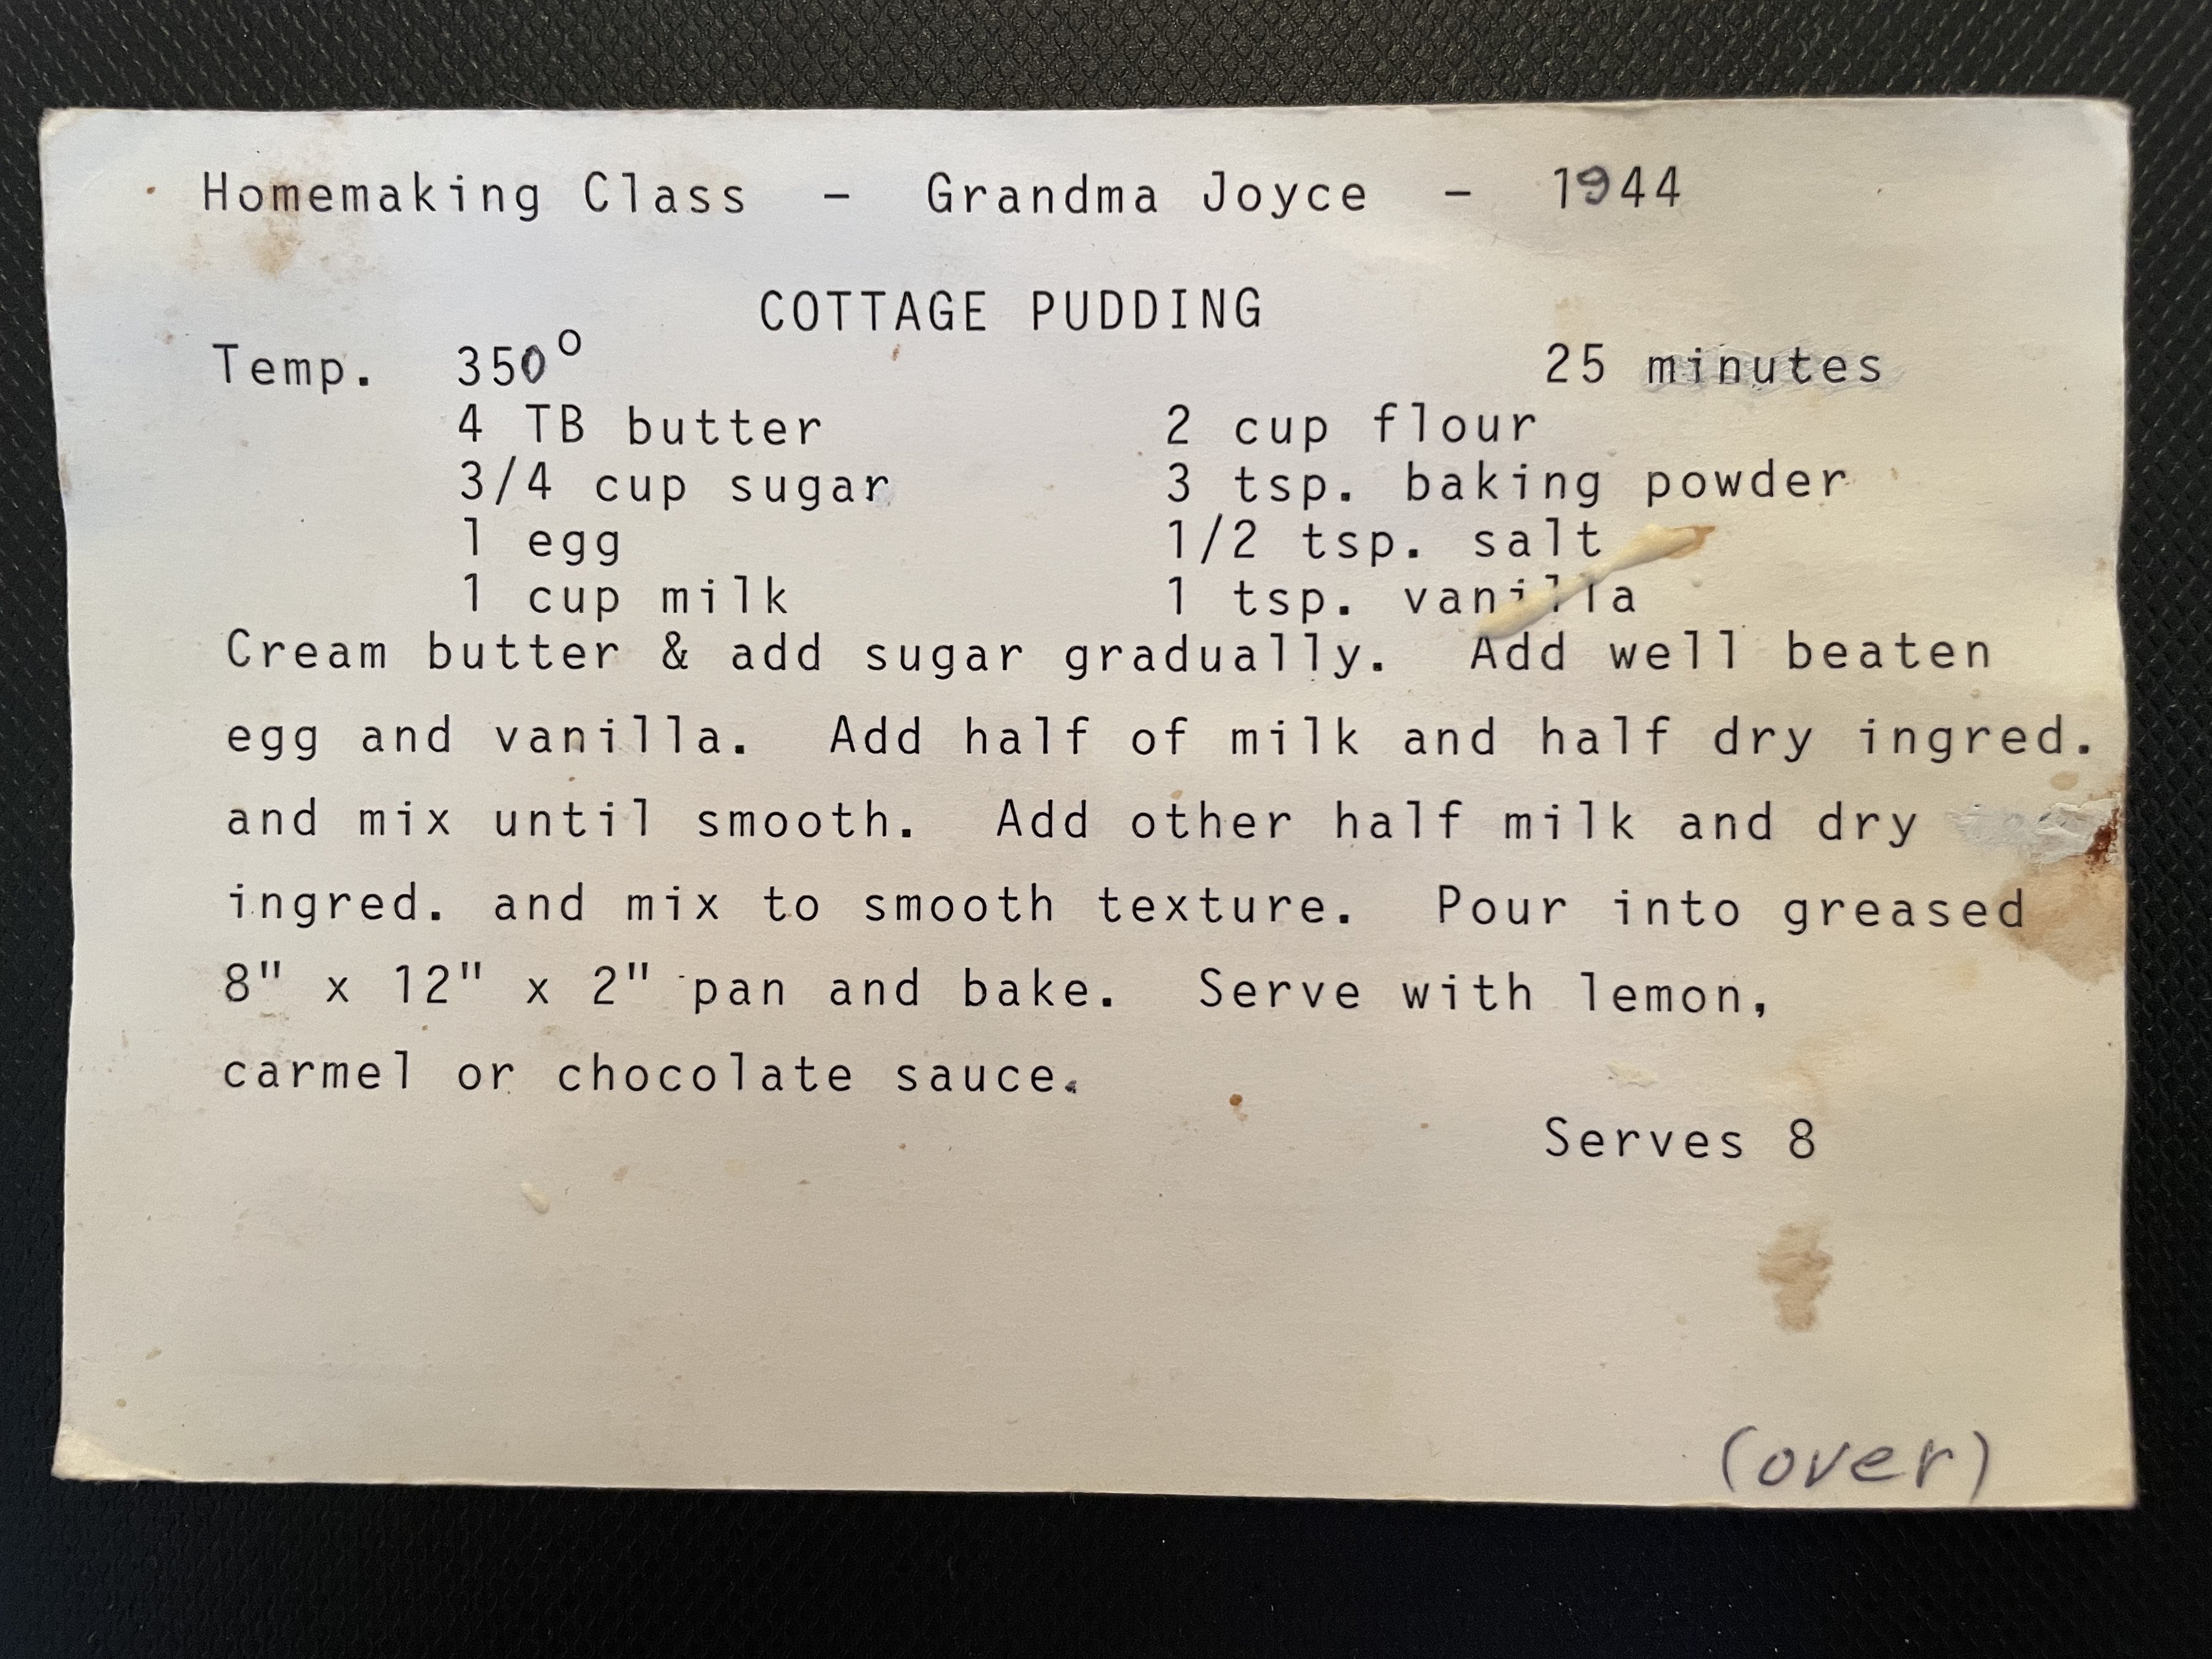 Homemaking Class - Grandma Joyce - 1944
COTTAGE PUDDING
Temp. 350° 25 minutes
4 TB butter 2 cup flour
3/4 cup sugar 3 tsp. baking powder
1 egg 1/2 tsp. salt
1 cup milk 1 tsp. vanilla
Cream butter & add sugar gradually. Add well beaten
egg and vanilla. Add half of milk and half dry ingred.
and mix until smooth. Add other half milk and dry
ingred. and mix to smooth texture. Pour into greased
8" x 12" x 2" pan and bake. Serve with lemon,
carmel or chocolate sauce.
Serves 8
(over)